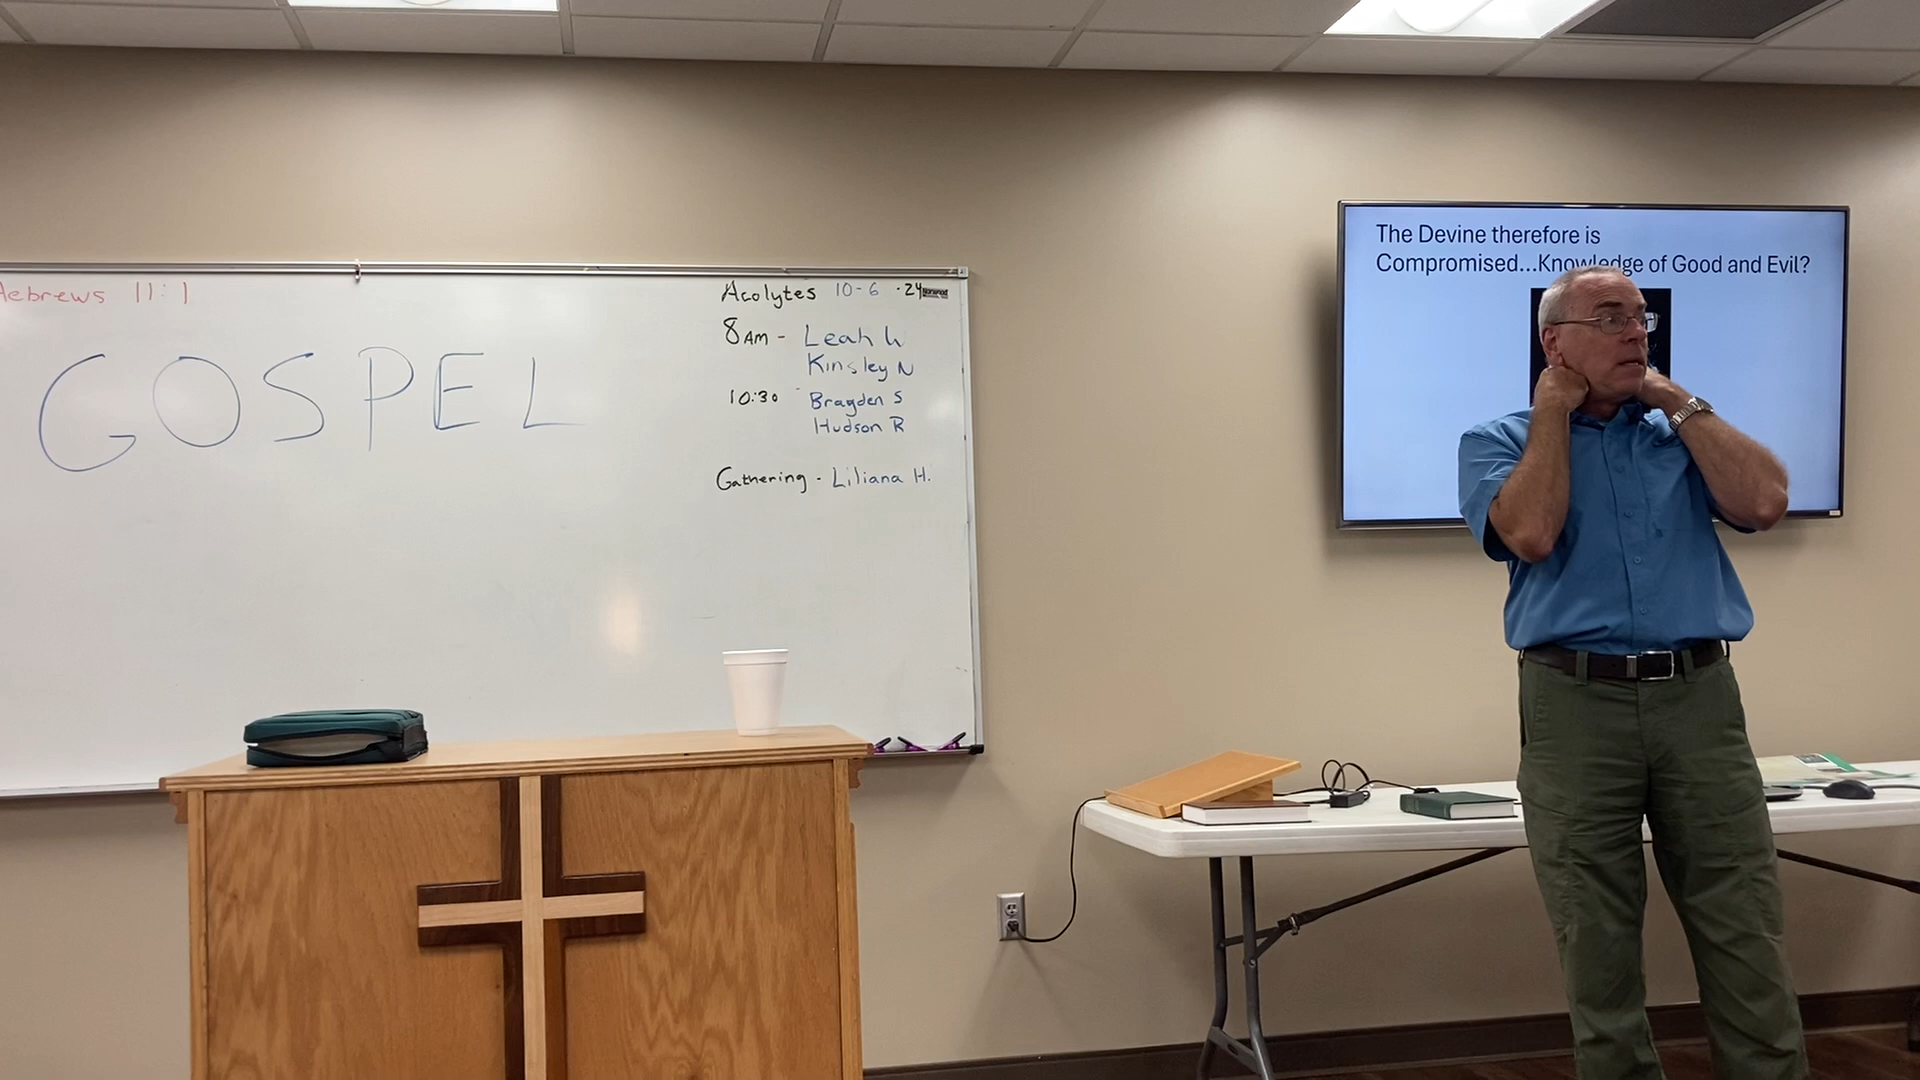 Hebrews 11:1
GOSPEL
Acolytes 10-6-24
8AM - Leah W
Kinsley N
10:30 Brayden S
Hudson R
Gathering - Liliana H.
The Devine therefore is
Compromised...Knowledge of Good and Evil?